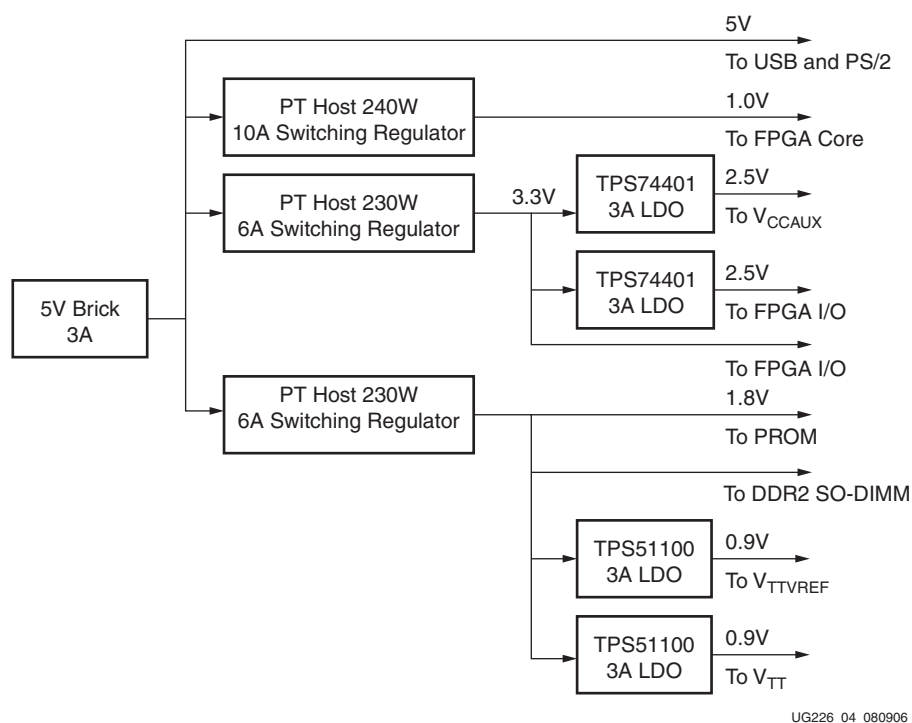 5V
To USB and PS/2
PT Host 240W
10A Switching Regulator
1.0V
To FPGA Core
PT Host 230W
6A Switching Regulator
3.3V
TPS74401
3A LDO
2.5V
To VCCAUX
TPS74401
3A LDO
2.5V
To FPGA I/O
5V Brick
3A
To FPGA I/O
PT Host 230W
6A Switching Regulator
1.8V
To PROM
To DDR2 SO-DIMM
TPS51100
3A LDO
0.9V
To VTTVREF
TPS51100
3A LDO
0.9V
To VTT
UG226_04_080906